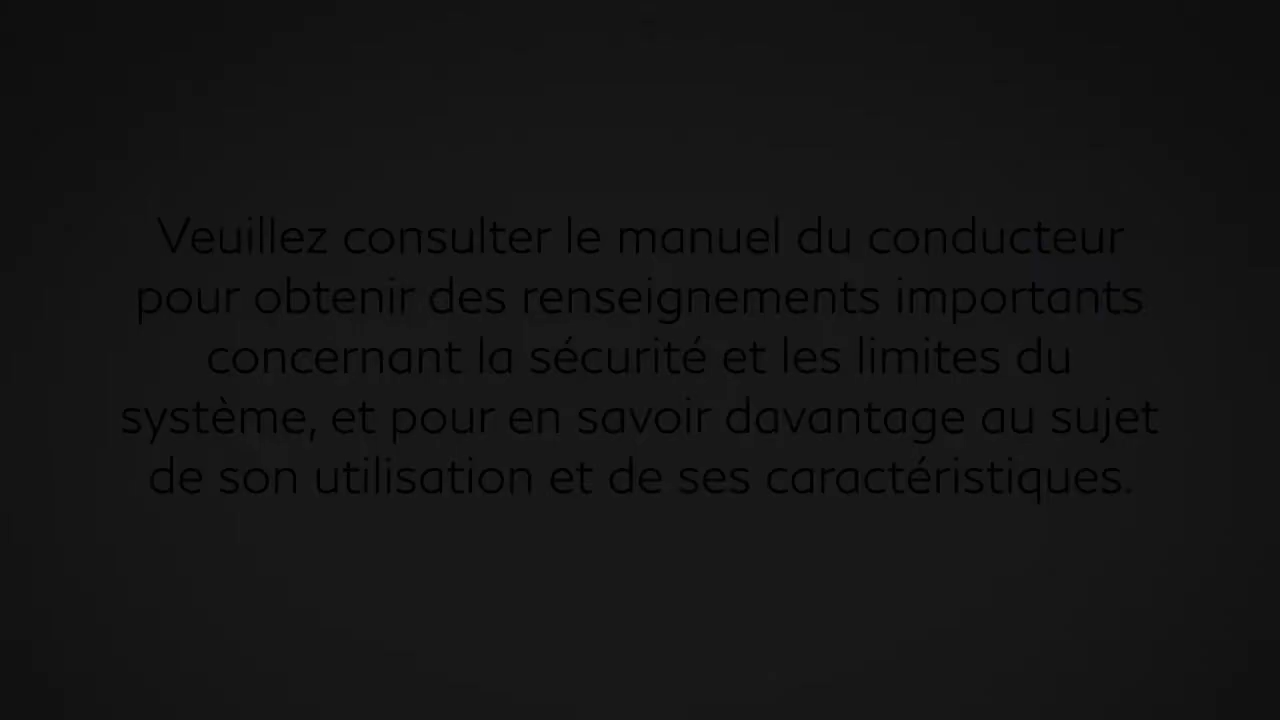 Veuillez consulter le manuel du conducteur
pour obtenir des renseignements importants
concernant la sécurité et les limites du
système, et pour en savoir davantage au sujet
de son utilisation et de ses caractéristiques.